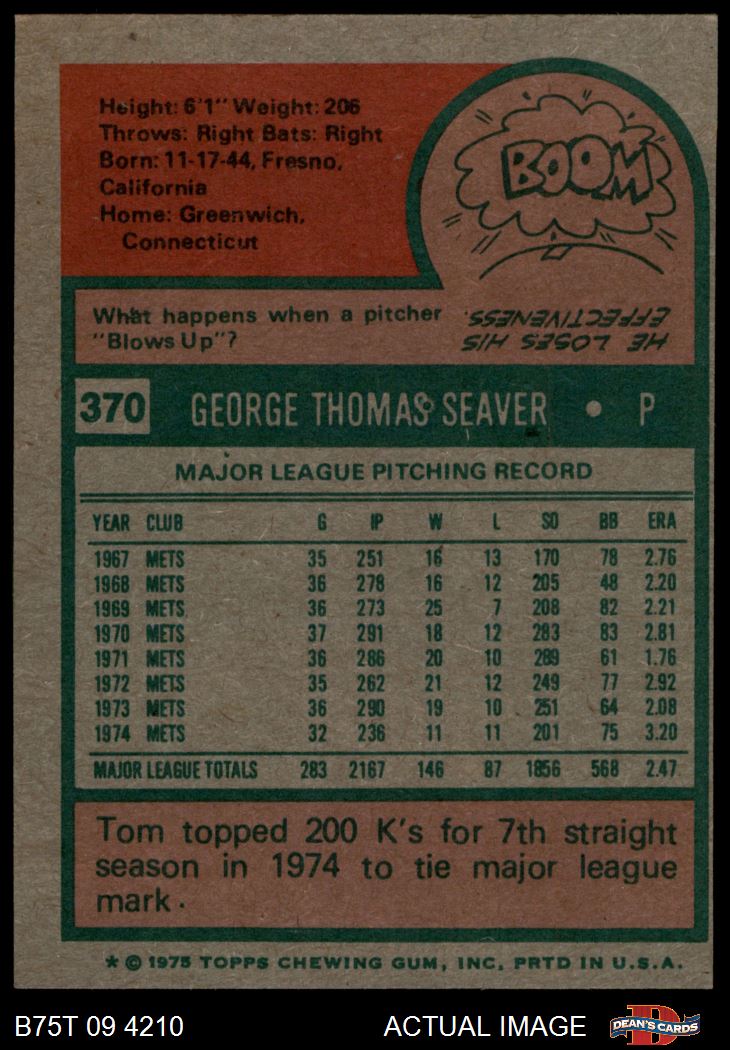 Height: 6'1" Weight: 206
Throws: Right Bats: Right
Born: 11-17-44, Fresno,
California
Home: Greenwich,
Connecticut
BOOM
What happens when a pitcher
"Blows Up"?
HE LOSES HIS
EFFECTIVENESS.
370 GEORGE THOMAS SEAVER • P
MAJOR LEAGUE PITCHING RECORD
YEAR CLUB G IP W L SO BB ERA
1967 METS 35 251 16 13 170 78 2.76
1968 METS 36 278 16 12 205 48 2.20
1969 METS 36 273 25 7 208 82 2.21
1970 METS 37 291 18 12 283 83 2.81
1971 METS 36 286 20 10 289 61 1.76
1972 METS 35 262 21 12 249 77 2.92
1973 METS 36 290 19 10 251 64 2.08
1974 METS 32 236 11 11 201 75 3.20
MAJOR LEAGUE TOTALS 283 2167 146 87 1856 568 2.47
Tom topped 200 K's for 7th straight
season in 1974 to tie major league
mark.
* © 1975 TOPPS CHEWING GUM, INC. PRTD IN U.S.A.
B75T 09 4210 ACTUAL IMAGE DEAN'S CARDS